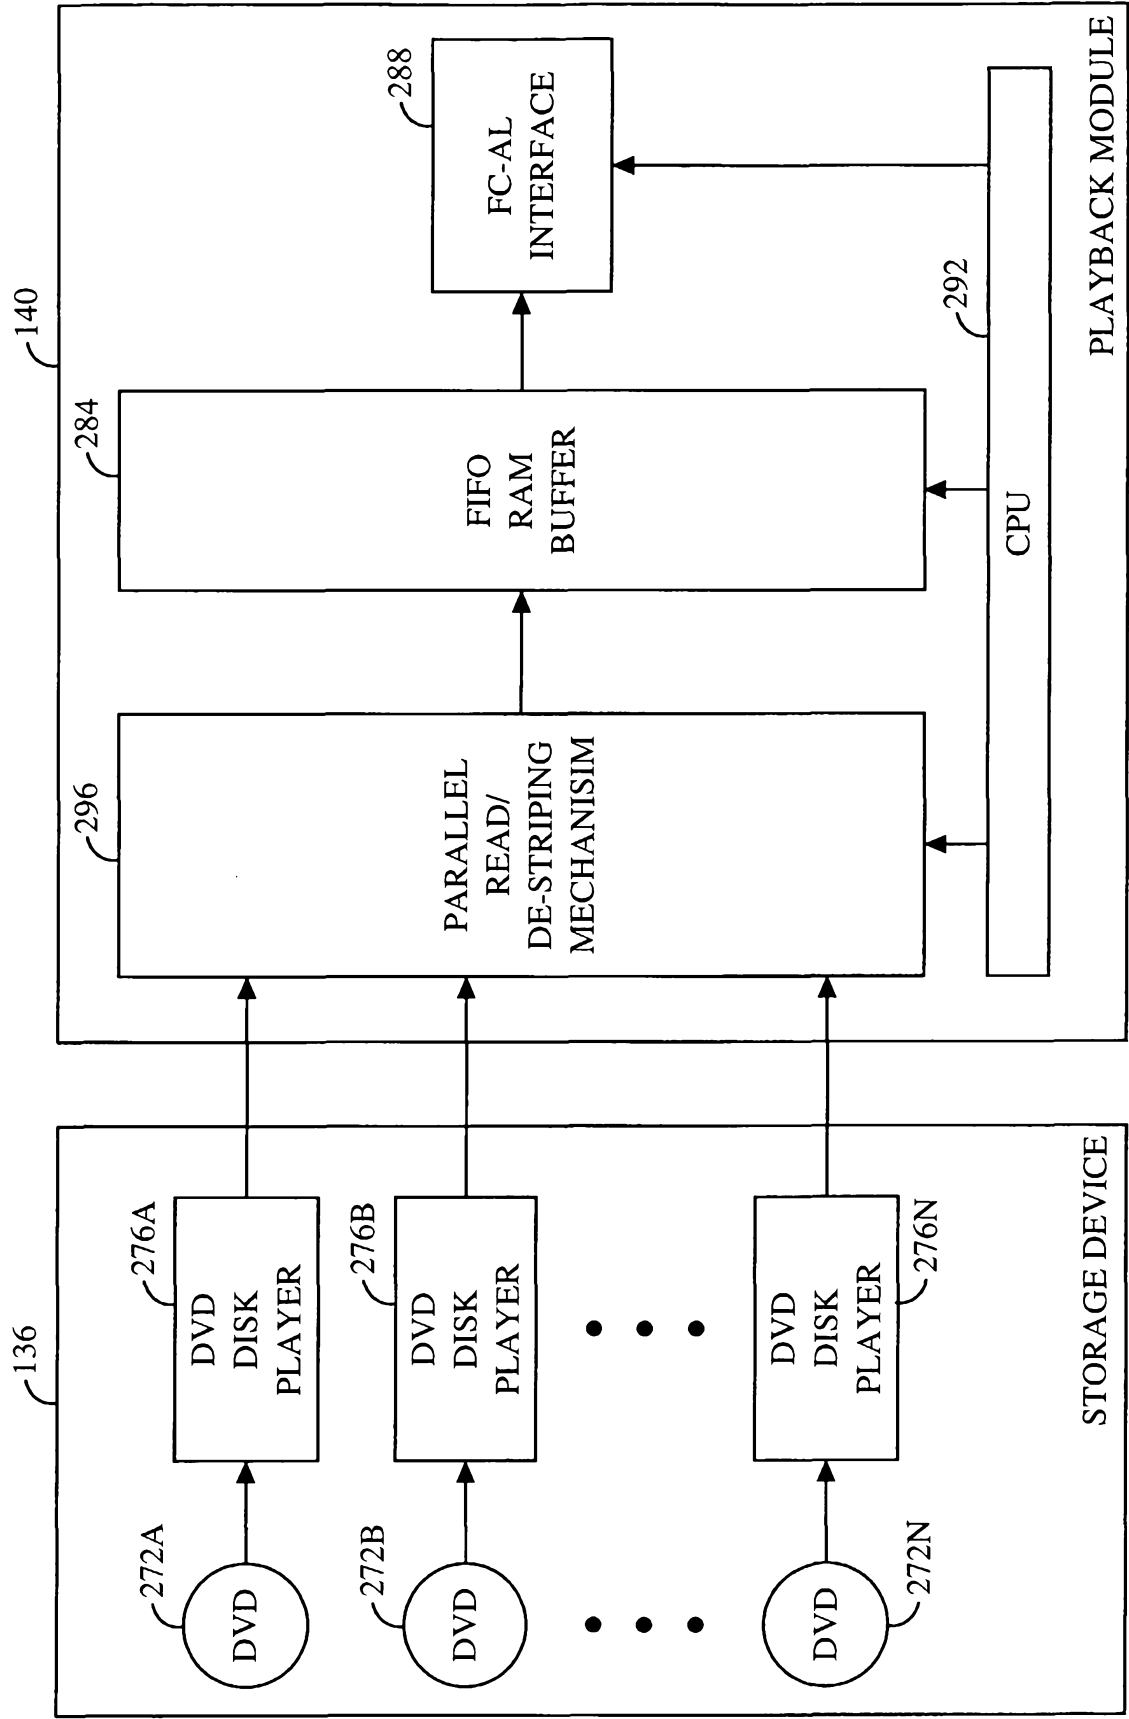 136
272A
DVD
276A
DVD
DISK
PLAYER
272B
DVD
276B
DVD
DISK
PLAYER
272N
DVD
276N
DVD
DISK
PLAYER
STORAGE DEVICE
140
296
PARALLEL
READ/
DE-STRIPING
MECHANISIM
284
FIFO
RAM
BUFFER
288
FC-AL
INTERFACE
292
CPU
PLAYBACK MODULE